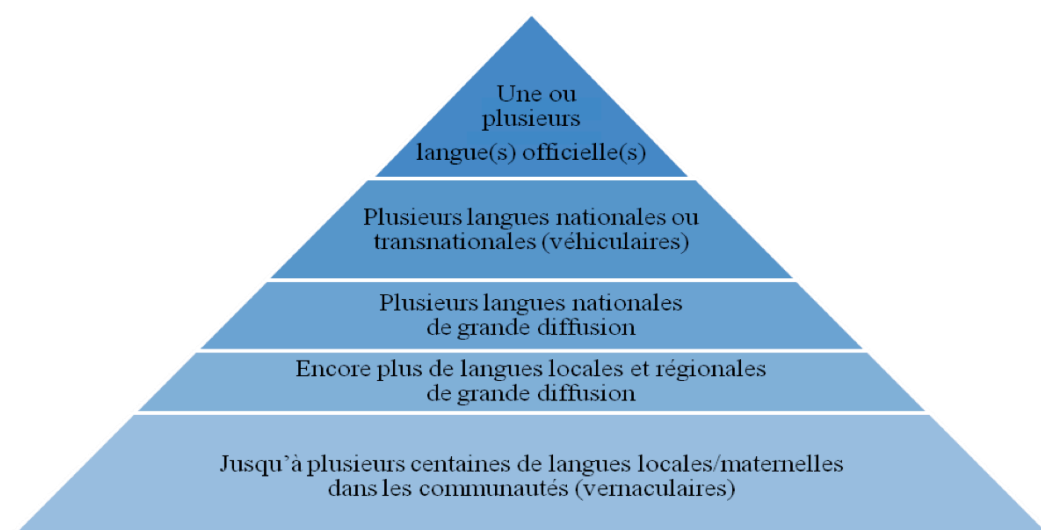 Une ou
plusieurs
langue(s) officielle(s)
Plusieurs langues nationales ou
transnationales (véhiculaires)
Plusieurs langues nationales
de grande diffusion
Encore plus de langues locales et régionales
de grande diffusion
Jusqu’à plusieurs centaines de langues locales/maternelles
dans les communautés (vernaculaires)